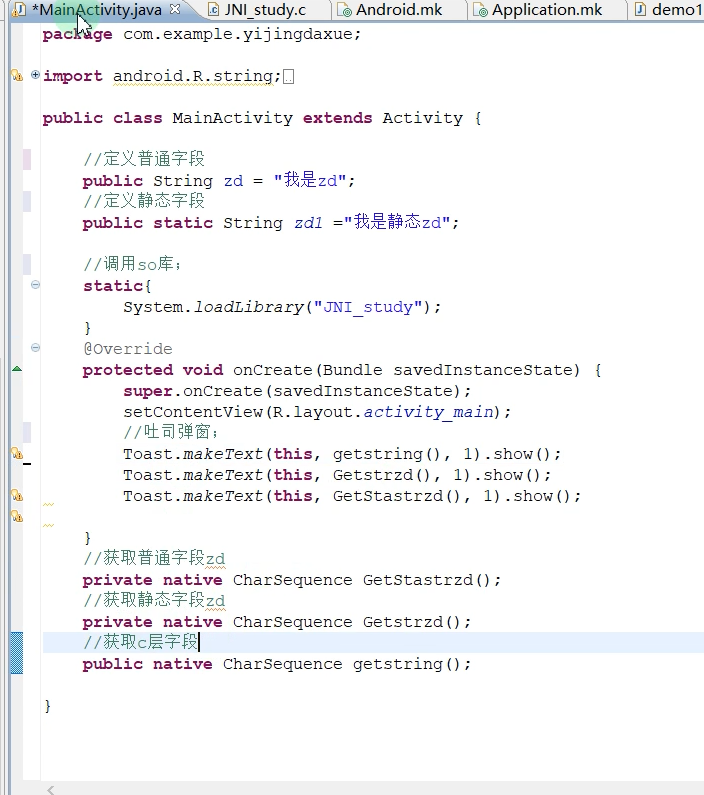 *MainActivity.java JNI_study.c Android.mk Application.mk demo1
package com.example.yijingdaxue;
import android.R.string;
public class MainActivity extends Activity {
//定义普通字段
public String zd = "我是zd";
//定义静态字段
public static String zd1 ="我是静态zd";
//调用so库;
static{
System.loadLibrary("JNI_study");
}
@Override
protected void onCreate(Bundle savedInstanceState) {
super.onCreate(savedInstanceState);
setContentView(R.layout.activity_main);
//吐司弹窗;
Toast.makeText(this, getstring(), 1).show();
Toast.makeText(this, Getstrzd(), 1).show();
Toast.makeText(this, GetStastrzd(), 1).show();
}
//获取普通字段zd
private native CharSequence GetStastrzd();
//获取静态字段zd
private native CharSequence Getstrzd();
//获取c层字段
public native CharSequence getstring();
}